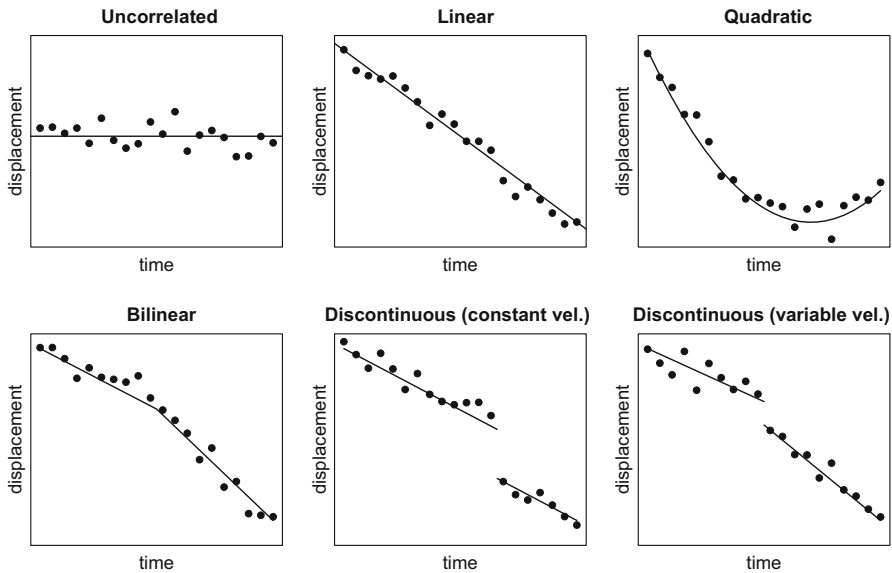 Uncorrelated
displacement
time
Linear
displacement
time
Quadratic
displacement
time
Bilinear
displacement
time
Discontinuous (constant vel.)
displacement
time
Discontinuous (variable vel.)
displacement
time